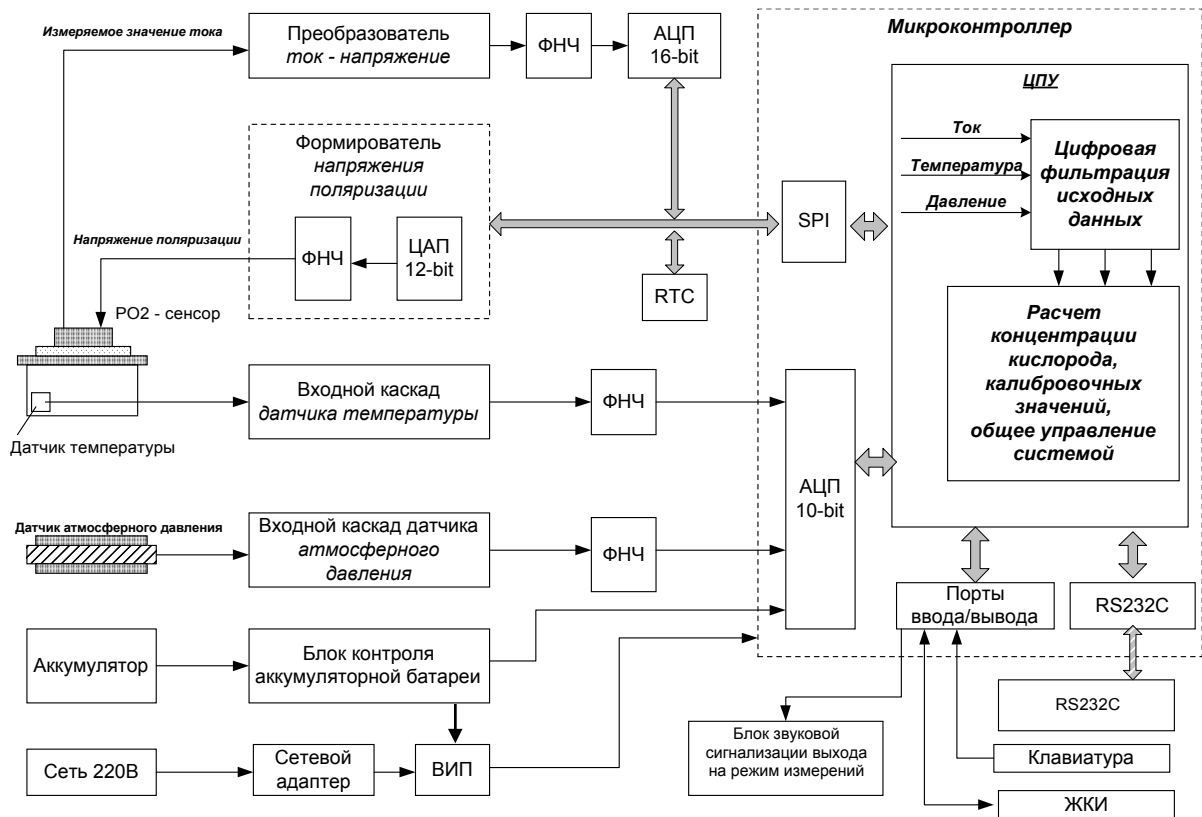 Измеряемое значение тока
Преобразователь
ток - напряжение
ФНЧ
АЦП
16-bit
Микроконтроллер
ЦПУ
Ток
Температура
Давление
Цифровая
фильтрация
исходных
данных
Формирователь
напряжения
поляризации
Напряжение поляризации
ФНЧ
ЦАП
12-bit
SPI
RTC
PO2 - сенсор
Расчет
концентрации
кислорода,
калибровочных
значений,
общее управление
системой
Входной каскад
датчика температуры
ФНЧ
Датчик температуры
АЦП
10-bit
Датчик атмосферного давления
Входной каскад датчика
атмосферного
давления
ФНЧ
Порты
ввода/вывода
RS232C
Аккумулятор
Блок контроля
аккумуляторной батареи
RS232C
Блок звуковой
сигнализации выхода
на режим измерений
Клавиатура
Сеть 220В
Сетевой
адаптер
ВИП
ЖКИ